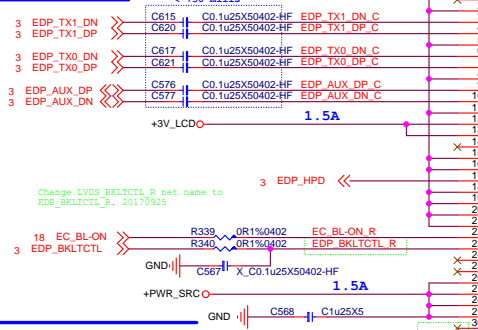 C615 C0.1u25X50402-HF EDP_TX1_DN_C
3 EDP_TX1_DN
C620 C0.1u25X50402-HF EDP_TX1_DP_C
3 EDP_TX1_DP
C617 C0.1u25X50402-HF EDP_TX0_DN_C
3 EDP_TX0_DN
C621 C0.1u25X50402-HF EDP_TX0_DP_C
3 EDP_TX0_DP
C576 C0.1u25X50402-HF EDP_AUX_DP_C
3 EDP_AUX_DP
C577 C0.1u25X50402-HF EDP_AUX_DN_C
3 EDP_AUX_DN
1.5A
+3V_LCD
3 EDP_HPD
Change LVDS_BKLTCTL_R net name to
EDP_BKLTCTL_R. 20170925
R339 0R1%0402 EC_BL-ON_R
18 EC_BL-ON
R340 0R1%0402 EDP_BKLTCTL_R
3 EDP_BKLTCTL
GND
C567 X_C0.1u25X50402-HF
1.5A
+PWR_SRC
C568 C1u25X5
GND